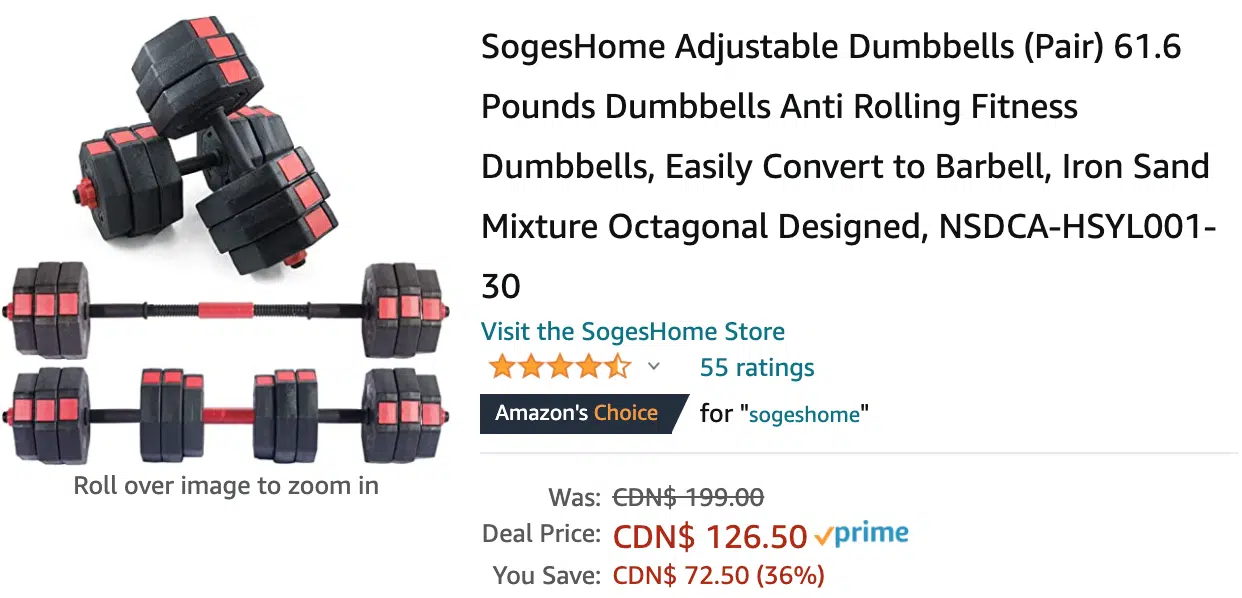 SogesHome Adjustable Dumbbells (Pair) 61.6
Pounds Dumbbells Anti Rolling Fitness
Dumbbells, Easily Convert to Barbell, Iron Sand
Mixture Octagonal Designed, NSDCA-HSYL001-
30
Visit the SogesHome Store
55 ratings
Amazon's Choice for "sogeshome"
Roll over image to zoom in
Was: CDN$ 199.00
Deal Price: CDN$ 126.50 prime
You Save: CDN$ 72.50 (36%)